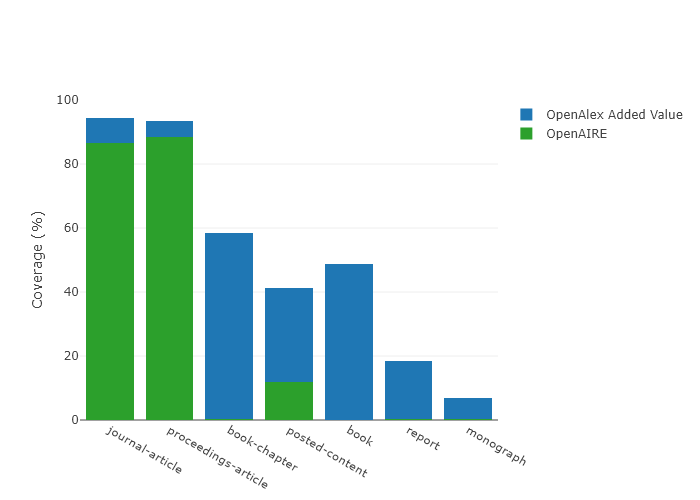 100
80
60
40
20
0
Coverage (%)
journal-article
proceedings-article
book-chapter
posted-content
book
report
monograph
OpenAlex Added Value
OpenAIRE